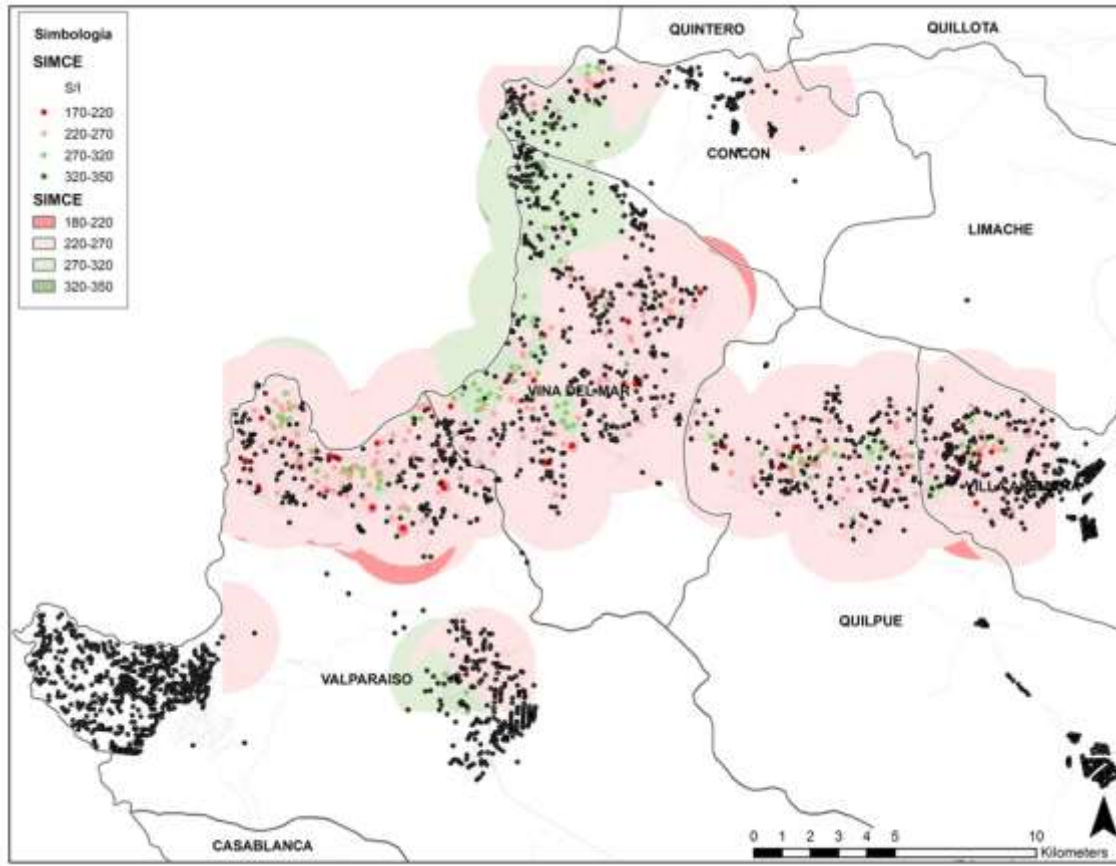 Simbologia
SIMCE
S/I
170-220
220-270
270-320
320-350
SIMCE
180-220
220-270
270-320
320-350
QUINTERO
QUILLOTA
CONCON
LIMACHE
VINA DEL MAR
QUILPUE
VALPARAISO
CASABLANCA
0 1 2 3 4 5 10
Kilometers